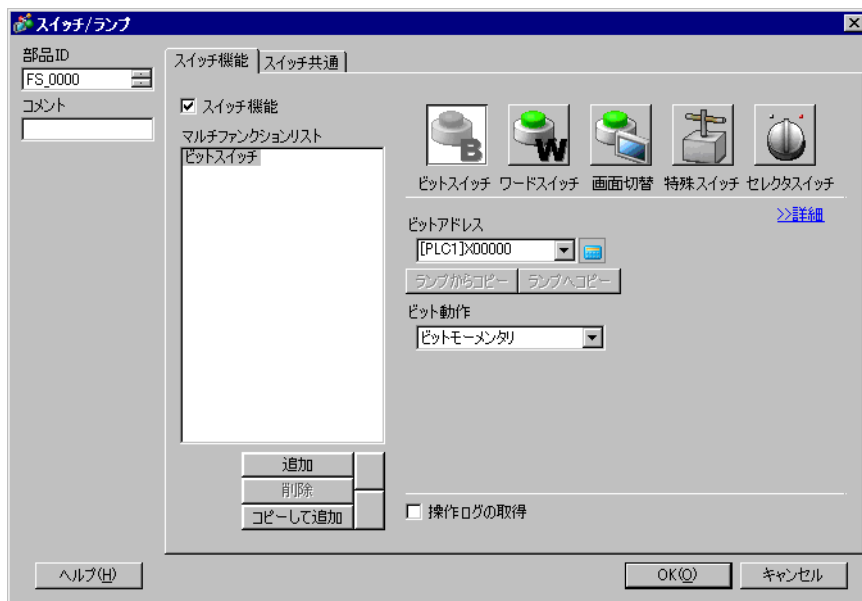 スイッチ/ランプ
部品ID
FS_0000
コメント
スイッチ機能
スイッチ共通
スイッチ機能
マルチファンクションリスト
ビットスイッチ
追加
削除
コピーして追加
B
W
ビットスイッチ ワードスイッチ 画面切替 特殊スイッチ セレクタスイッチ
>>詳細
ビットアドレス
[PLC1]X00000
ランプからコピー ランプへコピー
ビット動作
ビットモーメンタリ
操作ログの取得
ヘルプ(H)
OK(O)
キャンセル